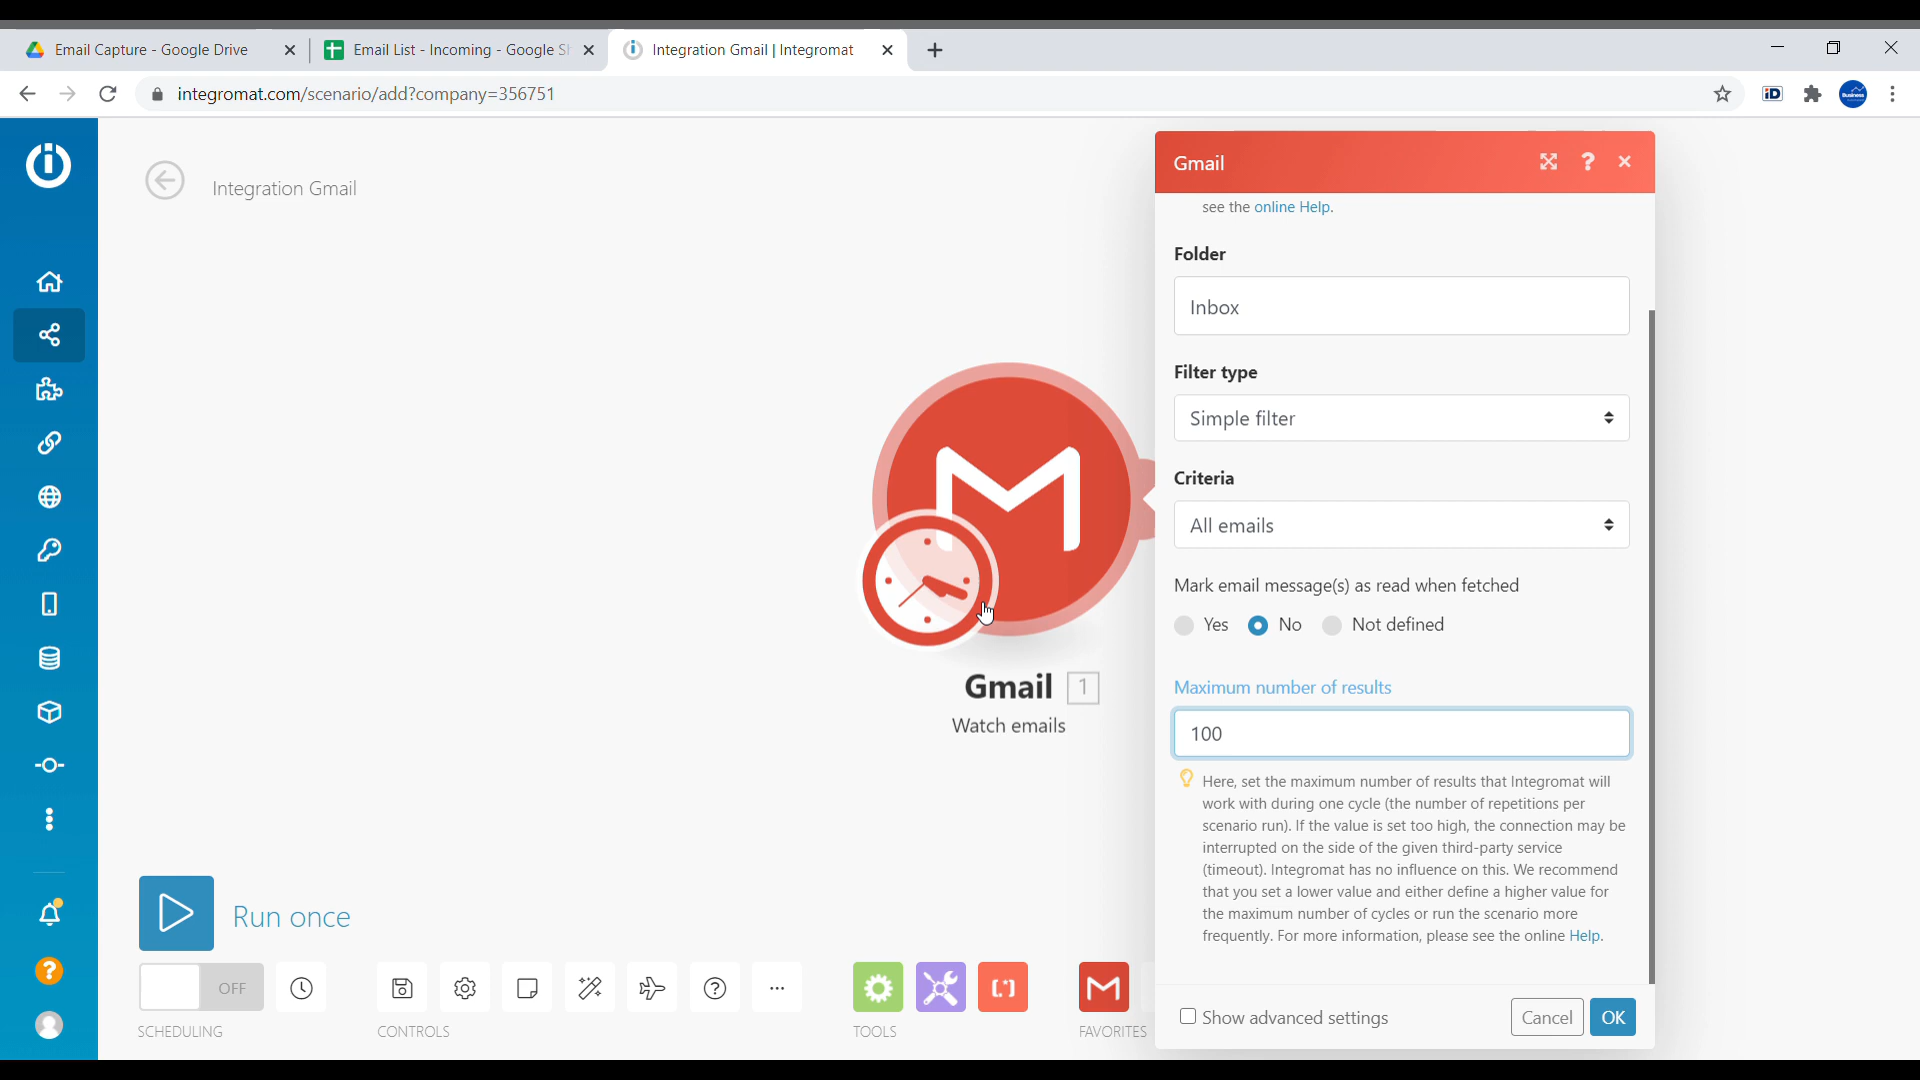 Email Capture - Google Drive
Email List - Incoming - Google Sh
Integration Gmail | Integromat
integromat.com/scenario/add?company=356751
iD
Business
Integration Gmail
Gmail
?
see the online Help.
Folder
Inbox
Filter type
Simple filter
Criteria
All emails
Mark email message(s) as read when fetched
Yes
No
Not defined
Maximum number of results
100
Here, set the maximum number of results that Integromat will
work with during one cycle (the number of repetitions per
scenario run). If the value is set too high, the connection may be
interrupted on the side of the given third-party service
(timeout). Integromat has no influence on this. We recommend
that you set a lower value and either define a higher value for
the maximum number of cycles or run the scenario more
frequently. For more information, please see the online Help.
Show advanced settings
Cancel
OK
Gmail 1
Watch emails
Run once
OFF
SCHEDULING
CONTROLS
TOOLS
FAVORITES